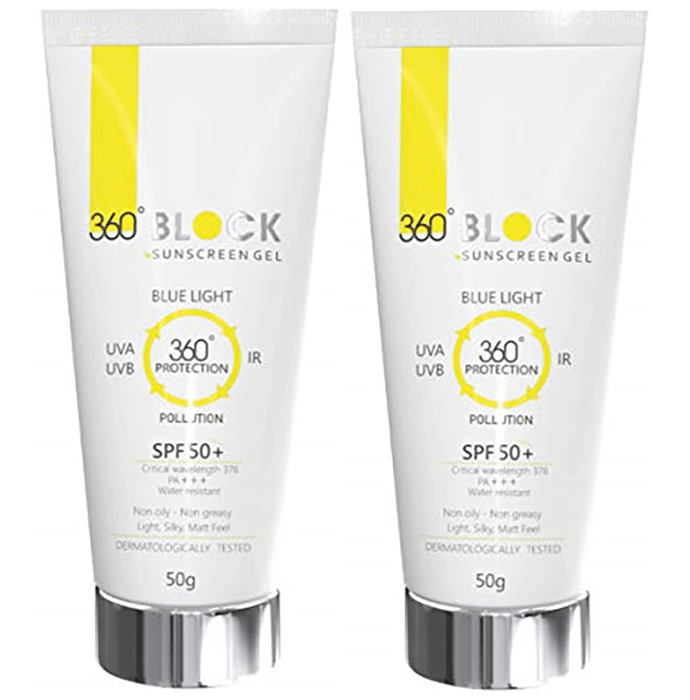 360° BLOCK
SUNSCREEN GEL
BLUE LIGHT
UVA
UVB
360°
PROTECTION
IR
POLLUTION
SPF 50+
Critical wavelength 376
PA+++
Water resistant
Non oily - Non greasy
Light, Silky, Matt Feel
DERMATOLOGICALLY TESTED
50g
360° BLOCK
SUNSCREEN GEL
BLUE LIGHT
UVA
UVB
360°
PROTECTION
IR
POLLUTION
SPF 50+
Critical wavelength 376
PA+++
Water resistant
Non oily - Non greasy
Light, Silky, Matt Feel
DERMATOLOGICALLY TESTED
50g